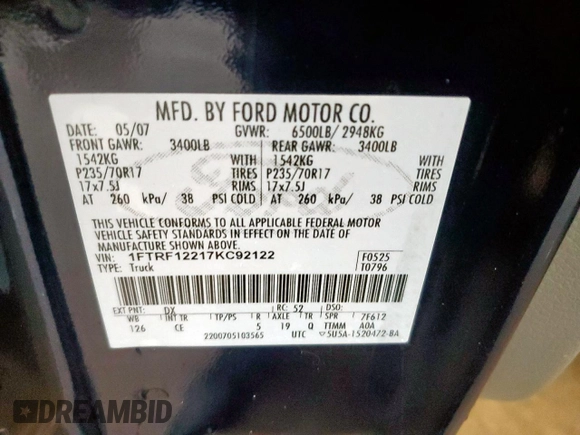 MFD. BY FORD MOTOR CO.
DATE: 05/07 GVWR: 6500LB/ 2948KG
FRONT GAWR: 3400LB REAR GAWR: 3400LB
1542KG WITH 1542KG WITH
P235/70R17 TIRES P235/70R17 TIRES
17x7.5J RIMS 17x7.5J RIMS
AT 260 kPa/ 38 PSI COLD AT 260 kPa/ 38 PSI COLD
THIS VEHICLE CONFORMS TO ALL APPLICABLE FEDERAL MOTOR
VEHICLE SAFETY STANDARDS IN EFFECT ON THE DATE OF
MANUFACTURE SHOWN ABOVE.
VIN: 1FTRF12217KC92122 F0525
TYPE: Truck T0796
EXT PNT: DX RC: 52 DSO:
WB INT TR TP/PS R AXLE TR SPR 7F612
126 CE 5 19 Q TTMM A0A
2200705103565 UTC 5U5A-1520472-BA
DREAMBID